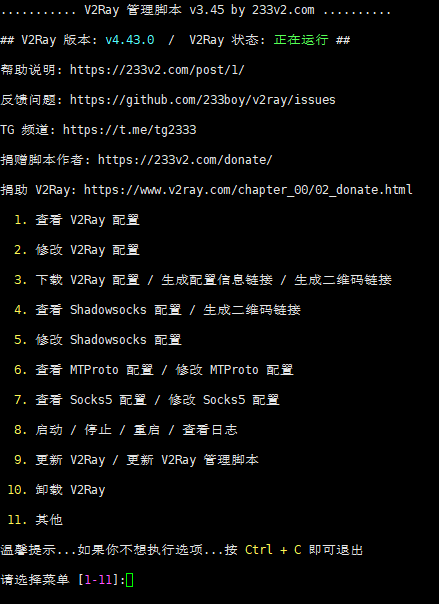 ........... V2Ray 管理脚本 v3.45 by 233v2.com ..........
## V2Ray 版本: v4.43.0  /  V2Ray 状态: 正在运行 ##
帮助说明: https://233v2.com/post/1/
反馈问题: https://github.com/233boy/v2ray/issues
TG 频道: https://t.me/tg2333
捐赠脚本作者: https://233v2.com/donate/
捐助 V2Ray: https://www.v2ray.com/chapter_00/02_donate.html
1. 查看 V2Ray 配置
2. 修改 V2Ray 配置
3. 下载 V2Ray 配置 / 生成配置信息链接 / 生成二维码链接
4. 查看 Shadowsocks 配置 / 生成二维码链接
5. 修改 Shadowsocks 配置
6. 查看 MTProto 配置 / 修改 MTProto 配置
7. 查看 Socks5 配置 / 修改 Socks5 配置
8. 启动 / 停止 / 重启 / 查看日志
9. 更新 V2Ray / 更新 V2Ray 管理脚本
10. 卸载 V2Ray
11. 其他
温馨提示...如果你不想执行选项...按 Ctrl + C 即可退出
请选择菜单 [1-11]: